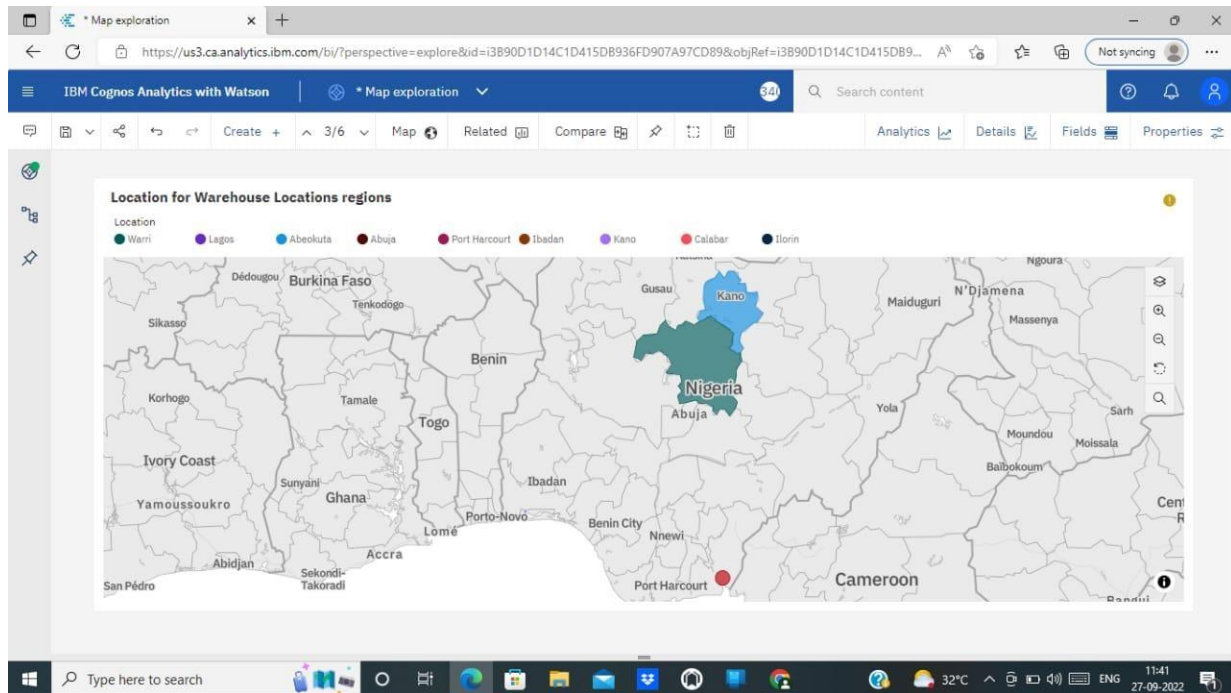 * Map exploration
https://us3.ca.analytics.ibm.com/bi/?perspective=explore&id=i3B90D1D14C1D415DB936FD907A97CD89&objRef=i3B90D1D14C1D415DB9...
Not syncing
IBM Cognos Analytics with Watson
* Map exploration
Search content
Create +
3/6
Map
Related
Compare
Analytics
Details
Fields
Properties
Location for Warehouse Locations regions
Location
Warri
Lagos
Abeokuta
Abuja
Port Harcourt
Ibadan
Kano
Calabar
Ilorin
Ngoura
Dédougou
Burkina Faso
Gusau
Kano
N'Djamena
Maiduguri
Tenkodogo
Massenya
Sikasso
Benin
Nigeria
Korhogo
Tamale
Abuja
Yola
Sarh
Togo
Moundou
Moissala
Ivory Coast
Baïbokoum
Sunyani
Ghana
Ibadan
Yamoussoukro
Cent
R
Porto-Novo
Benin City
Lomé
Nnewi
Accra
Abidjan
Sekondi-
Takoradi
Cameroon
San Pédro
Port Harcourt
Bangui
Type here to search
32°C
ENG
11:41
27-09-2022